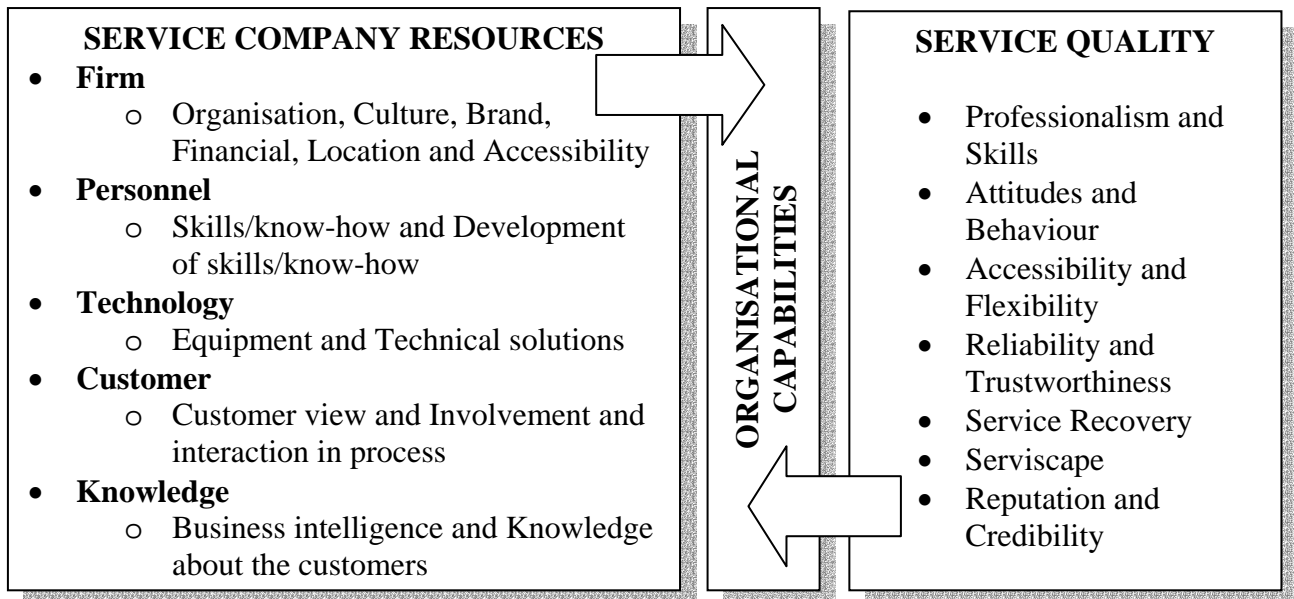 SERVICE COMPANY RESOURCES
• Firm
o Organisation, Culture, Brand,
Financial, Location and Accessibility
• Personnel
o Skills/know-how and Development
of skills/know-how
• Technology
o Equipment and Technical solutions
• Customer
o Customer view and Involvement and
interaction in process
• Knowledge
o Business intelligence and Knowledge
about the customers
ORGANISATIONAL
CAPABILITIES
SERVICE QUALITY
• Professionalism and
Skills
• Attitudes and
Behaviour
• Accessibility and
Flexibility
• Reliability and
Trustworthiness
• Service Recovery
• Serviscape
• Reputation and
Credibility